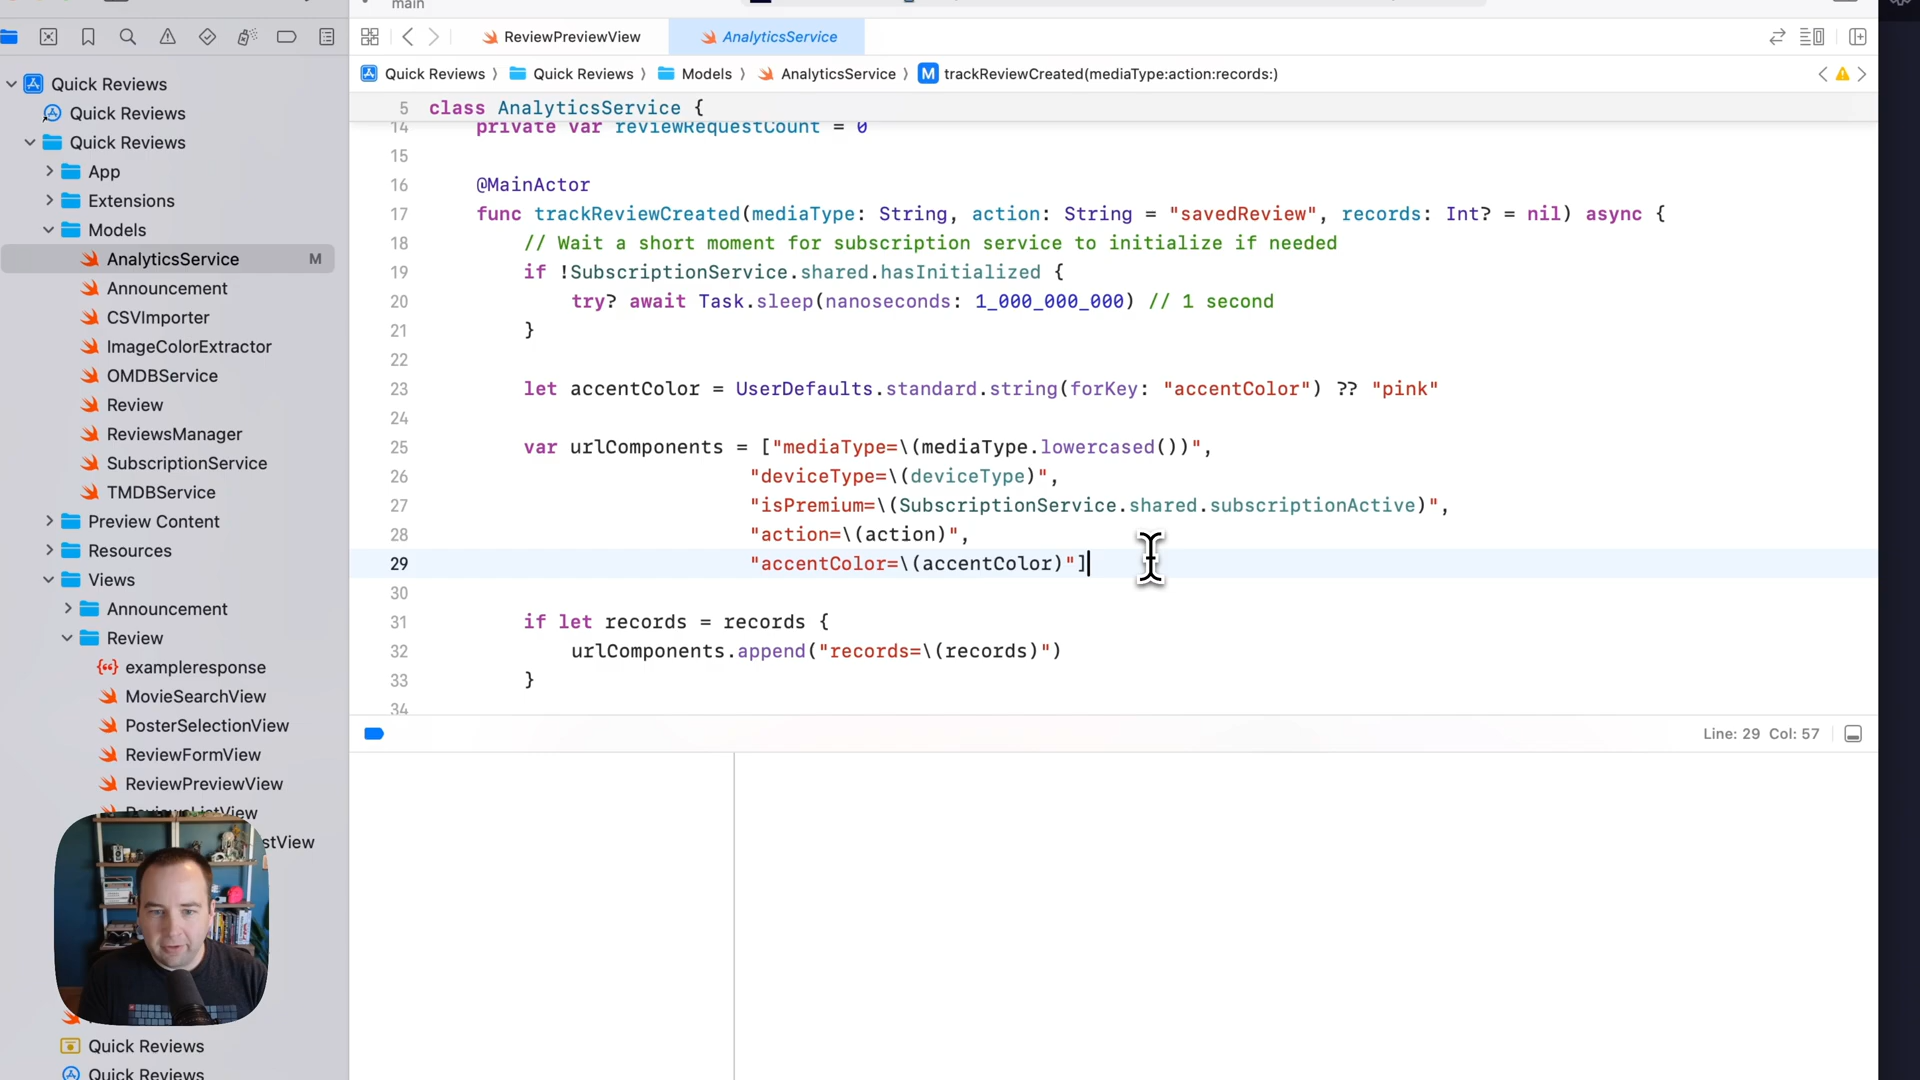 main
ReviewPreviewView
AnalyticsService
Quick Reviews
Quick Reviews
Models
AnalyticsService
M trackReviewCreated(mediaType:action:records:)
Quick Reviews
Quick Reviews
Quick Reviews
App
Extensions
Models
AnalyticsService M
Announcement
CSVImporter
ImageColorExtractor
OMDBService
Review
ReviewsManager
SubscriptionService
TMDBService
Preview Content
Resources
Views
Announcement
Review
exampleresponse
MovieSearchView
PosterSelectionView
ReviewFormView
ReviewPreviewView
ReviewsListView
stView
Quick Reviews
Quick Reviews
5 class AnalyticsService {
14 private var reviewRequestCount = 0
15
16 @MainActor
17 func trackReviewCreated(mediaType: String, action: String = "savedReview", records: Int? = nil) async {
18 // Wait a short moment for subscription service to initialize if needed
19 if !SubscriptionService.shared.hasInitialized {
20 try? await Task.sleep(nanoseconds: 1_000_000_000) // 1 second
21 }
22
23 let accentColor = UserDefaults.standard.string(forKey: "accentColor") ?? "pink"
24
25 var urlComponents = ["mediaType=\(mediaType.lowercased())",
26 "deviceType=\(deviceType)",
27 "isPremium=\(SubscriptionService.shared.subscriptionActive)",
28 "action=\(action)",
29 "accentColor=\(accentColor)"]
30
31 if let records = records {
32 urlComponents.append("records=\(records)")
33 }
34
Line: 29 Col: 57